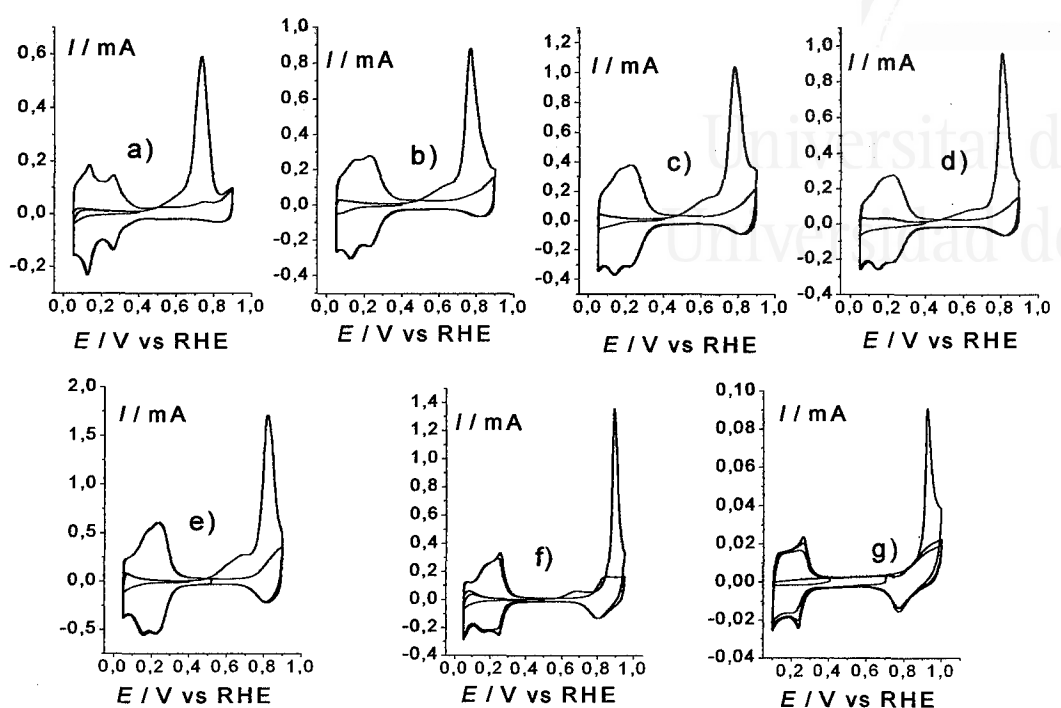 I / mA
0,6
0,4
0,2
0,0
-0,2
a)
0,0 0,2 0,4 0,6 0,8 1,0
E / V vs RHE
I / mA
1,0
0,8
0,6
0,4
0,2
0,0
-0,2
-0,4
b)
0,0 0,2 0,4 0,6 0,8 1,0
E / V vs RHE
I / mA
1,2
1,0
0,8
0,6
0,4
0,2
0,0
-0,2
-0,4
c)
0,0 0,2 0,4 0,6 0,8 1,0
E / V vs RHE
I / mA
1,0
0,8
0,6
0,4
0,2
0,0
-0,2
-0,4
d)
0,0 0,2 0,4 0,6 0,8 1,0
E / V vs RHE
Universitat d
Universidad de
I / mA
2,0
1,5
1,0
0,5
0,0
-0,5
e)
0,0 0,2 0,4 0,6 0,8 1,0
E / V vs RHE
I / mA
1,4
1,2
1,0
0,8
0,6
0,4
0,2
0,0
-0,2
-0,4
f)
0,0 0,2 0,4 0,6 0,8 1,0
E / V vs RHE
I / mA
0,10
0,08
0,06
0,04
0,02
0,00
-0,02
-0,04
g)
0,2 0,4 0,6 0,8 1,0
E / V vs RHE